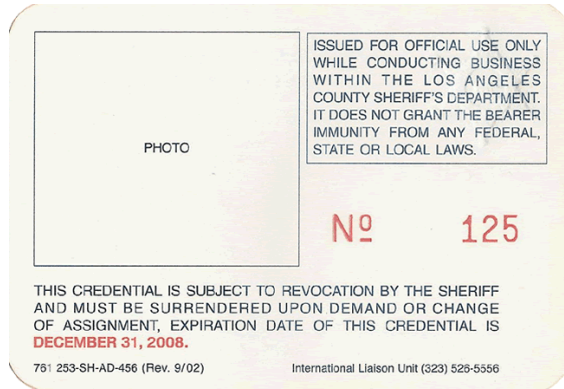 PHOTO
ISSUED FOR OFFICIAL USE ONLY
WHILE CONDUCTING BUSINESS
WITHIN THE LOS ANGELES
COUNTY SHERIFF'S DEPARTMENT.
IT DOES NOT GRANT THE BEARER
IMMUNITY FROM ANY FEDERAL,
STATE OR LOCAL LAWS.
Nº 125
THIS CREDENTIAL IS SUBJECT TO REVOCATION BY THE SHERIFF
AND MUST BE SURRENDERED UPON DEMAND OR CHANGE
OF ASSIGNMENT, EXPIRATION DATE OF THIS CREDENTIAL IS
DECEMBER 31, 2008.
761 253-SH-AD-456 (Rev. 9/02) International Liaison Unit (323) 526-5556